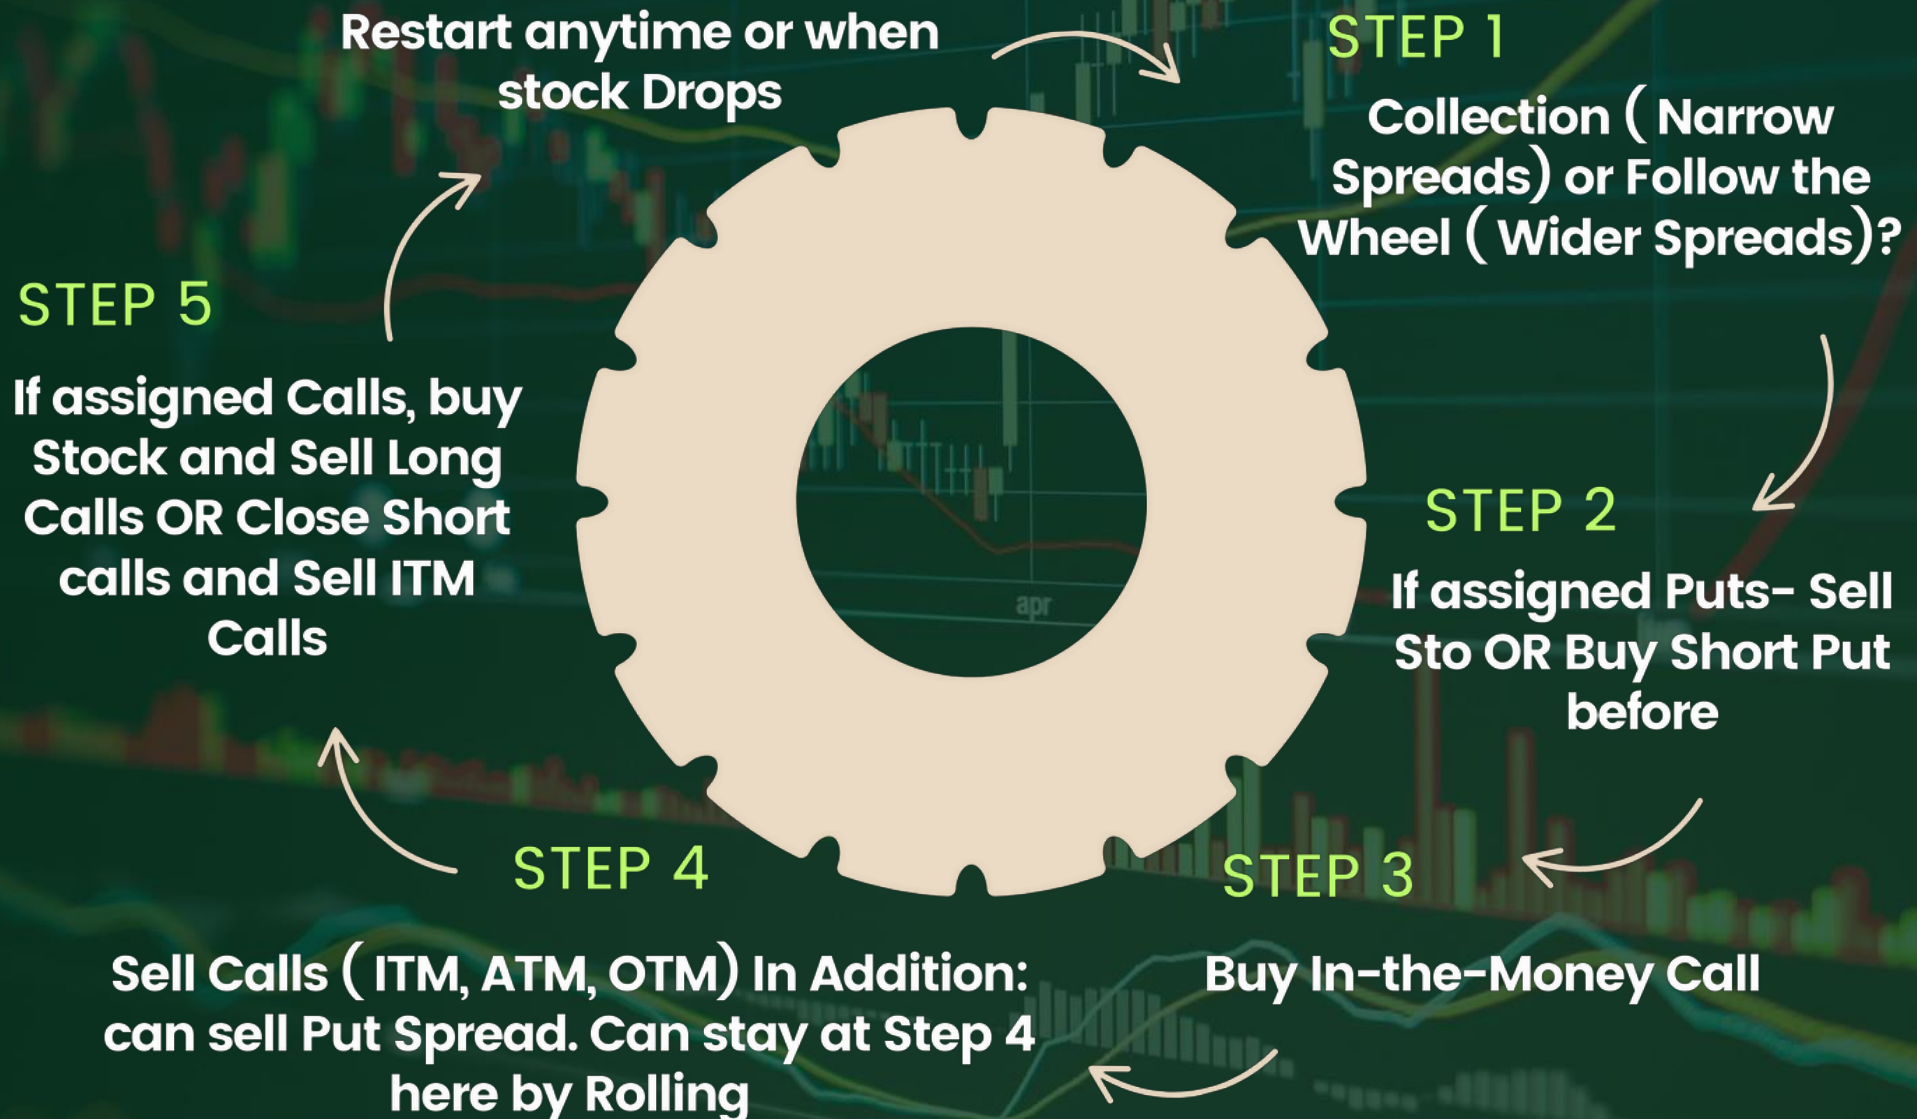 Restart anytime or when
stock Drops
STEP 1
Collection ( Narrow
Spreads) or Follow the
Wheel ( Wider Spreads)?
STEP 2
If assigned Puts- Sell
Sto OR Buy Short Put
before
STEP 3
Buy In-the-Money Call
STEP 4
Sell Calls ( ITM, ATM, OTM) In Addition:
can sell Put Spread. Can stay at Step 4
here by Rolling
STEP 5
If assigned Calls, buy
Stock and Sell Long
Calls OR Close Short
calls and Sell ITM
Calls
apr